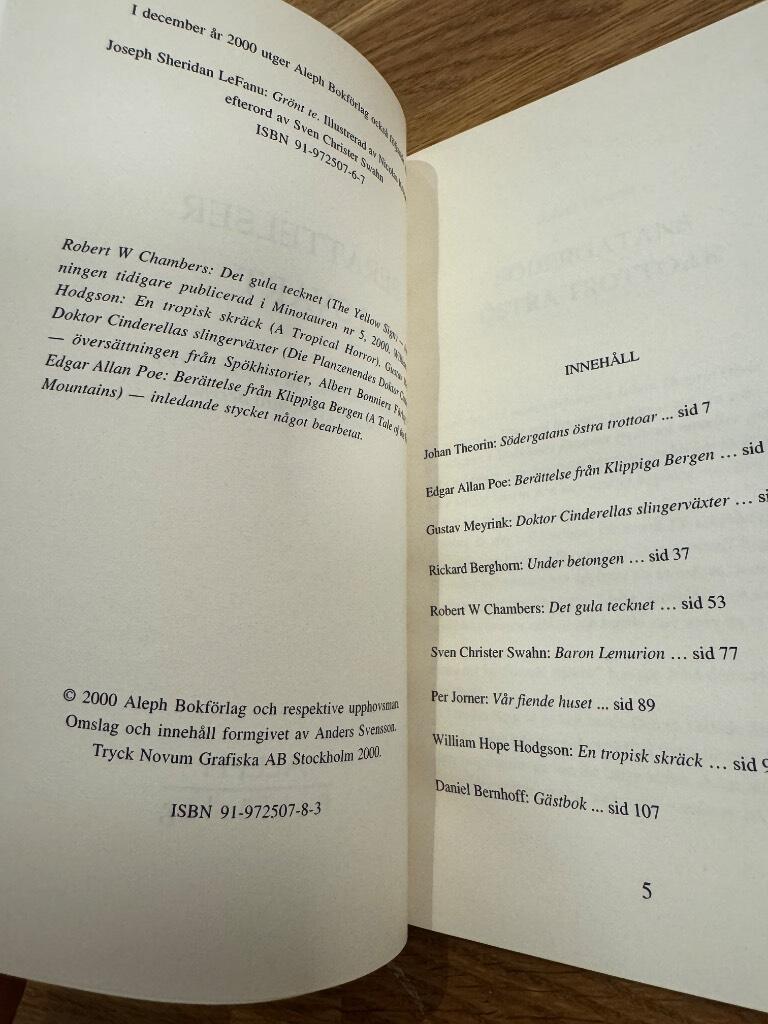 I december år 2000 utger Aleph Bokförlag också
Joseph Sheridan LeFanu: Grönt te. Illustrerad av Nicolas
efterord av Sven Christer Swahn
ISBN 91-972507-6-7
Robert W Chambers: Det gula tecknet (The Yellow Sign) —
ningen tidigare publicerad i Minotauren nr 5, 2000.
Hodgson: En tropisk skräck (A Tropical Horror). Gustav
Doktor Cinderellas slingerväxter (Die Planzenendes Doktor
— översättningen från Spökhistorier, Albert Bonniers
Edgar Allan Poe: Berättelse från Klippiga Bergen (A Tale of the
Mountains) — inledande stycket något bearbetat.
© 2000 Aleph Bokförlag och respektive upphovsman
Omslag och innehåll formgivet av Anders Svensson.
Tryck Novum Grafiska AB Stockholm 2000.
ISBN 91-972507-8-3
INNEHÅLL
Johan Theorin: Södergatans östra trottoar ... sid 7
Edgar Allan Poe: Berättelse från Klippiga Bergen ... sid
Gustav Meyrink: Doktor Cinderellas slingerväxter ...
Rickard Berghorn: Under betongen ... sid 37
Robert W Chambers: Det gula tecknet ... sid 53
Sven Christer Swahn: Baron Lemurion ... sid 77
Per Jorner: Vår fiende huset ... sid 89
William Hope Hodgson: En tropisk skräck ... sid
Daniel Bernhoff: Gästbok ... sid 107
5